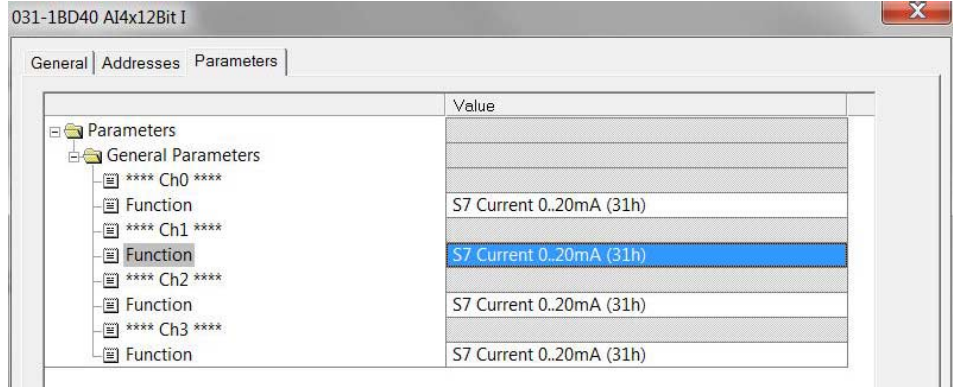 031-1BD40 AI4x12Bit I
X
General Addresses Parameters
Value
Parameters
General Parameters
**** Ch0 ****
Function S7 Current 0..20mA (31h)
**** Ch1 ****
Function S7 Current 0..20mA (31h)
**** Ch2 ****
Function S7 Current 0..20mA (31h)
**** Ch3 ****
Function S7 Current 0..20mA (31h)